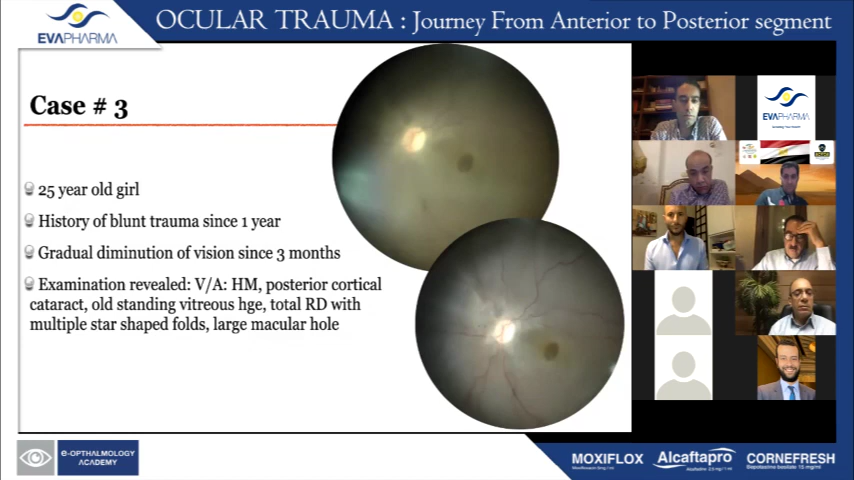 OCULAR TRAUMA : Journey From Anterior to Posterior segment
EVAPHARMA
Case # 3
25 year old girl
History of blunt trauma since 1 year
Gradual diminution of vision since 3 months
Examination revealed: V/A: HM, posterior cortical
cataract, old standing vitreous hge, total RD with
multiple star shaped folds, large macular hole
EVAPHARMA
e-OPTHALMOLOGY
ACADEMY
MOXIFLOX
Alcaftapro
CORNEFRESH